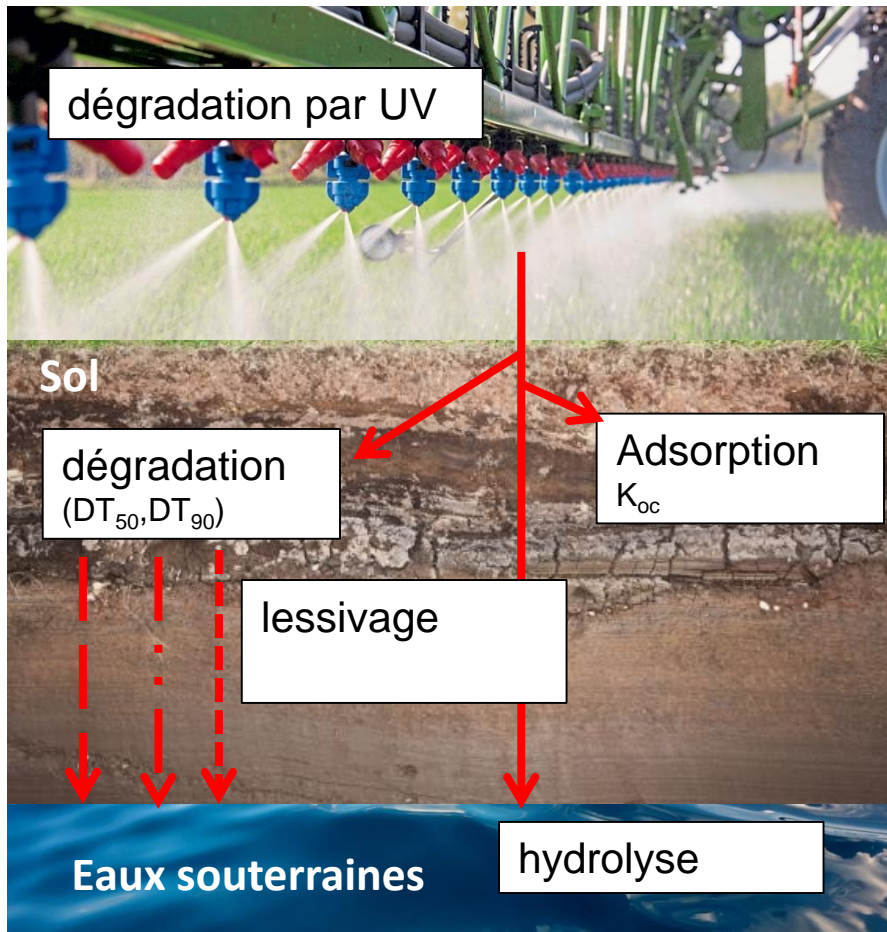 dégradation par UV
Sol
dégradation
(DT50,DT90)
Adsorption
Koc
lessivage
hydrolyse
Eaux souterraines